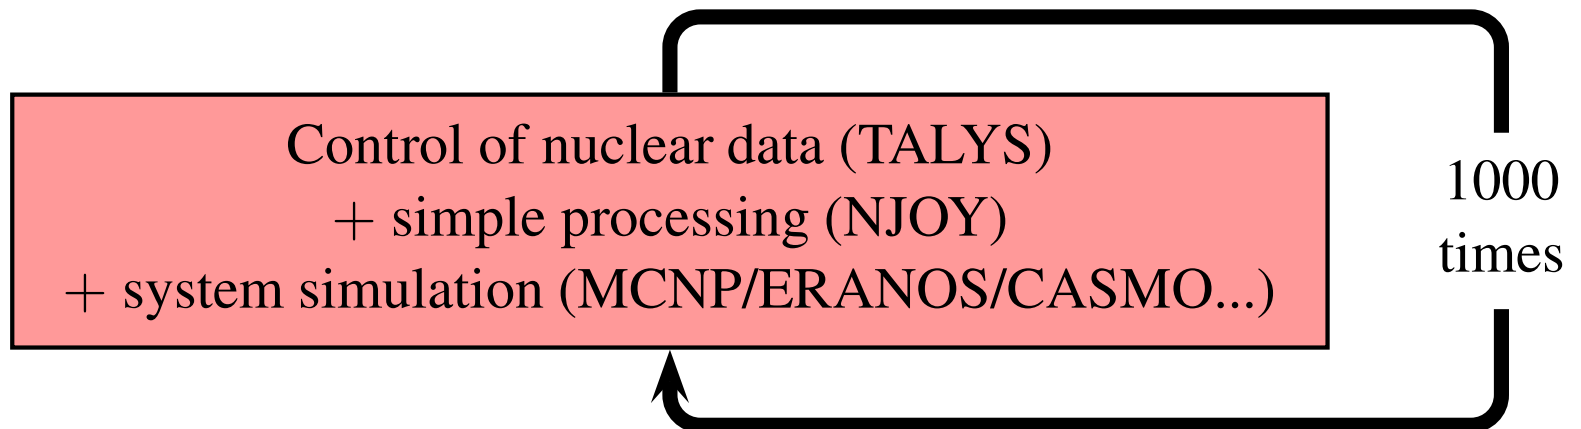 Control of nuclear data (TALYS)
+ simple processing (NJOY)
+ system simulation (MCNP/ERANOS/CASMO...)
1000
times